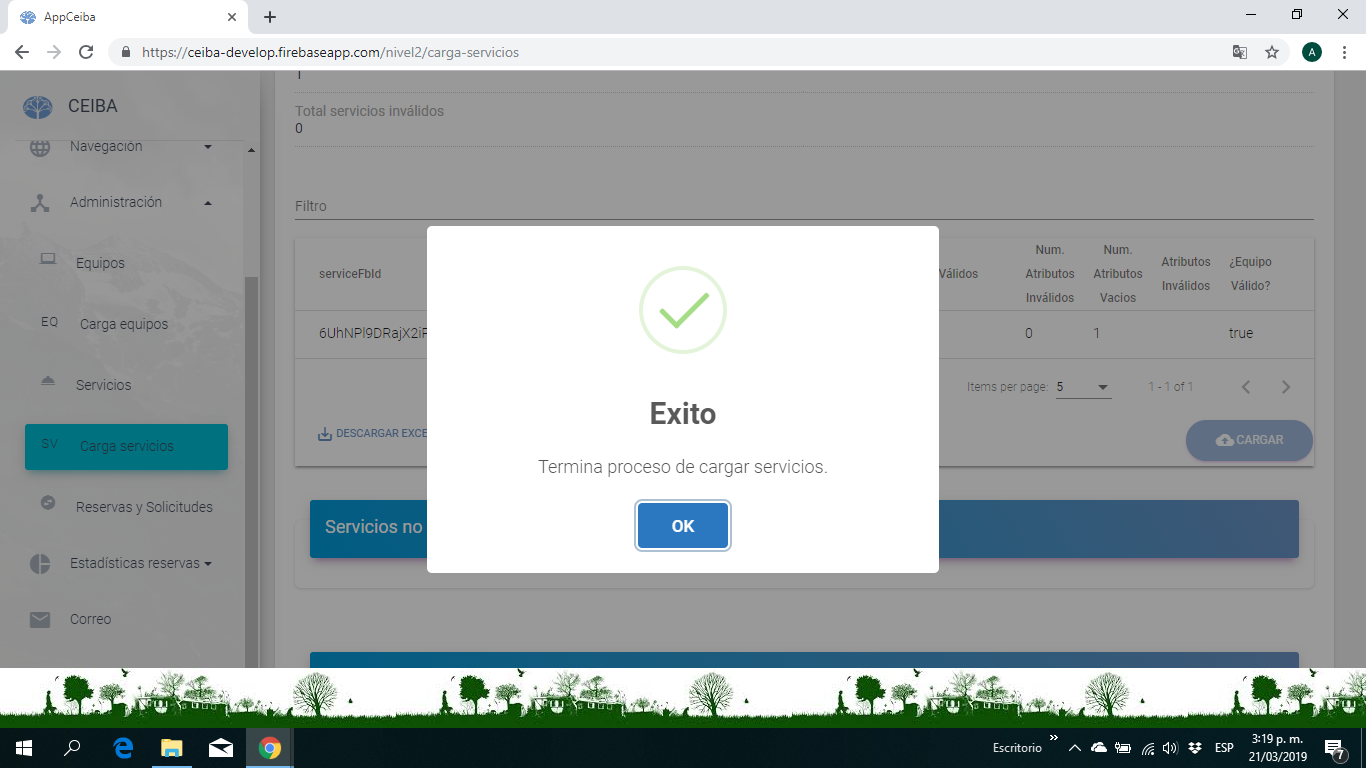 AppCeiba
https://ceiba-develop.firebaseapp.com/nivel2/carga-servicios
A
CEIBA
Navegación
Administración
Equipos
EQ Carga equipos
Servicios
SV Carga servicios
Reservas y Solicitudes
Estadísticas reservas
Correo
1
Total servicios inválidos
0
Filtro
serviceFbId
Válidos
Num.
Atributos
Inválidos
Num.
Atributos
Vacios
Atributos
Inválidos
¿Equipo
Válido?
0
1
true
Items per page: 5
1 - 1 of 1
DESCARGAR EXCE
CARGAR
Servicios no
Exito
Termina proceso de cargar servicios.
OK
Escritorio
ESP
3:19 p. m.
21/03/2019
7